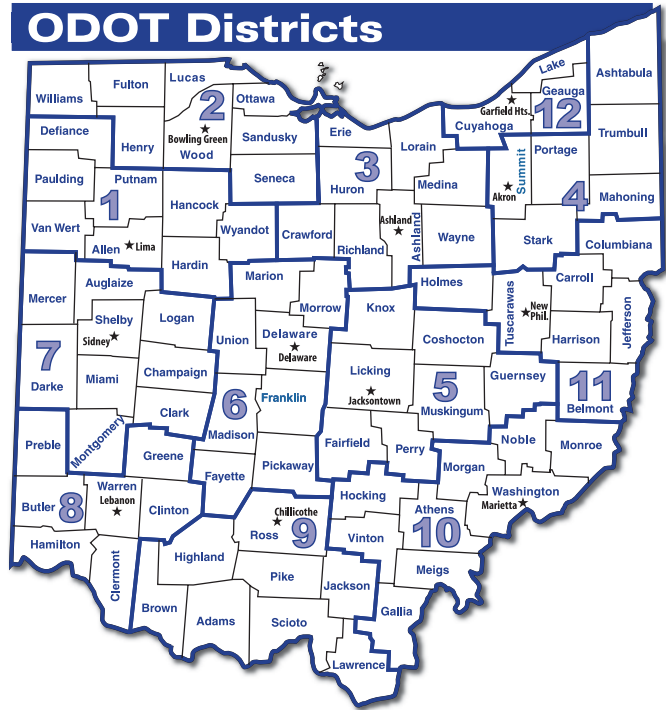 ODOT Districts
Williams
Fulton
Lucas
Ottawa
2
Bowling Green
Wood
Sandusky
Erie
Lorain
Lake
Geauga
Garfield Hts.
12
Cuyahoga
Ashtabula
Trumbull
Defiance
Henry
Paulding
Putnam
1
Hancock
Seneca
3
Huron
Medina
Summit
Portage
Akron
4
Mahoning
Van Wert
Allen
Lima
Wyandot
Crawford
Richland
Ashland
Ashland
Wayne
Stark
Columbiana
Mercer
Auglaize
Hardin
Marion
Morrow
Knox
Holmes
Tuscarawas
New
Phil.
Carroll
Jefferson
Harrison
Shelby
Sidney
Logan
Union
Delaware
Delaware
Coshocton
7
Darke
Miami
Champaign
Clark
6
Madison
Franklin
Licking
Jacksontown
5
Muskingum
Guernsey
11
Belmont
Preble
Montgomery
Greene
Fayette
Pickaway
Fairfield
Perry
Morgan
Noble
Monroe
Butler
8
Warren
Lebanon
Clinton
Hocking
Athens
Washington
Marietta
Hamilton
Clermont
Highland
Ross
Chillicothe
9
Vinton
10
Meigs
Brown
Adams
Pike
Scioto
Jackson
Gallia
Lawrence